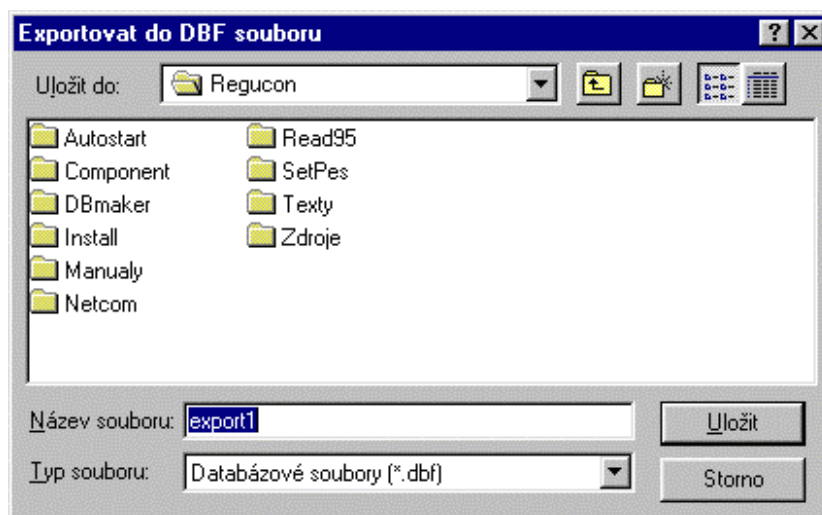 Exportovat do DBF souboru
Uložit do: Regucon
Autostart
Component
DBmaker
Install
Manualy
Netcom
Read95
SetPes
Texty
Zdroje
Název souboru: export1
Uložit
Typ souboru: Databázové soubory (*.dbf)
Storno